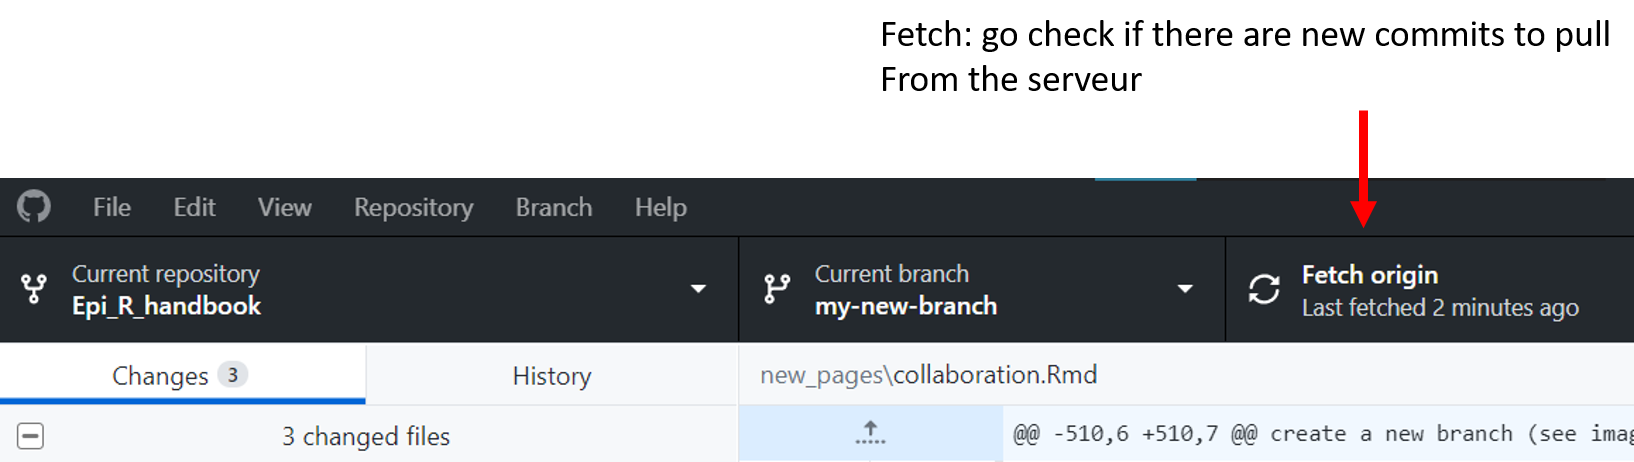 Fetch: go check if there are new commits to pull
From the serveur
File Edit View Repository Branch Help
Current repository
Epi_R_handbook
Current branch
my-new-branch
Fetch origin
Last fetched 2 minutes ago
Changes 3
History
new_pages\collaboration.Rmd
3 changed files
@@ -510,6 +510,7 @@ create a new branch (see imag